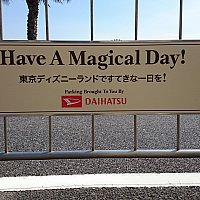 Have A Magical Day!
東京ディズニーランドですてきな一日を!
Parking Brought To You By
DAIHATSU